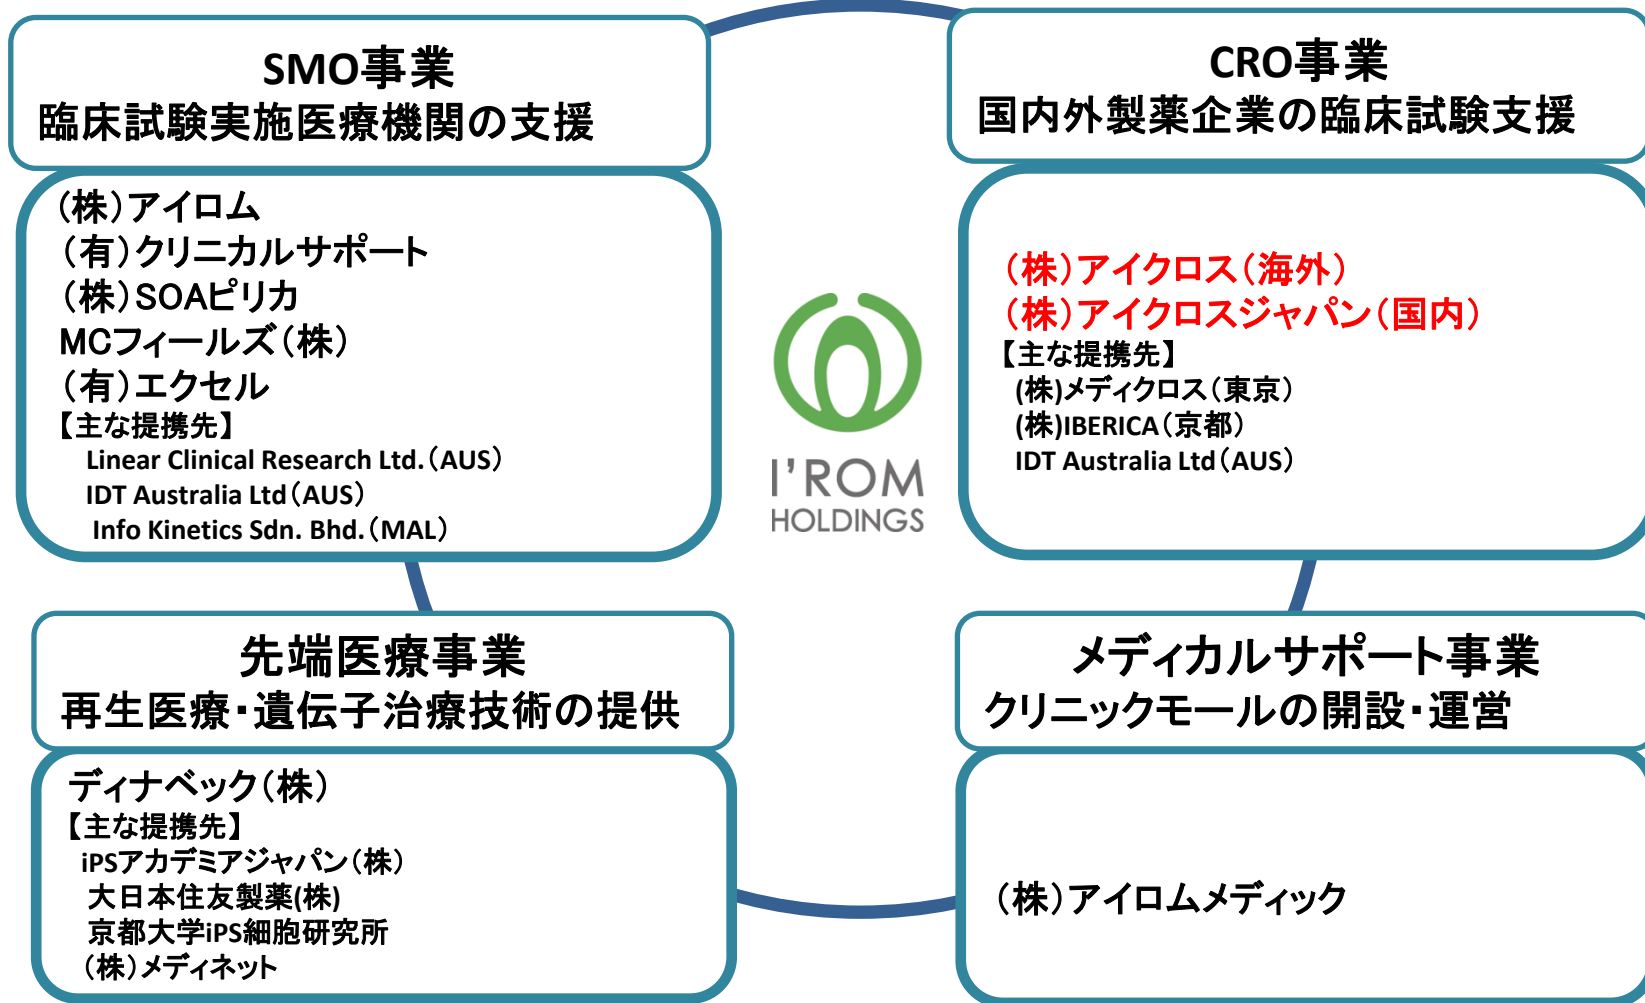 SMO事業
臨床試験実施医療機関の支援
(株)アイロム
(有)クリニカルサポート
(株)SOAピリカ
MCフィールズ(株)
(有)エクセル
【主な提携先】
Linear Clinical Research Ltd.(AUS)
IDT Australia Ltd(AUS)
Info Kinetics Sdn. Bhd.(MAL)
CRO事業
国内外製薬企業の臨床試験支援
(株)アイクロス(海外)
(株)アイクロスジャパン(国内)
【主な提携先】
(株)メディクロス(東京)
(株)IBERICA(京都)
IDT Australia Ltd(AUS)
I'ROM
HOLDINGS
先端医療事業
再生医療・遺伝子治療技術の提供
ディナベック(株)
【主な提携先】
iPSアカデミアジャパン(株)
大日本住友製薬(株)
京都大学iPS細胞研究所
(株)メディネット
メディカルサポート事業
クリニックモールの開設・運営
(株)アイロムメディック